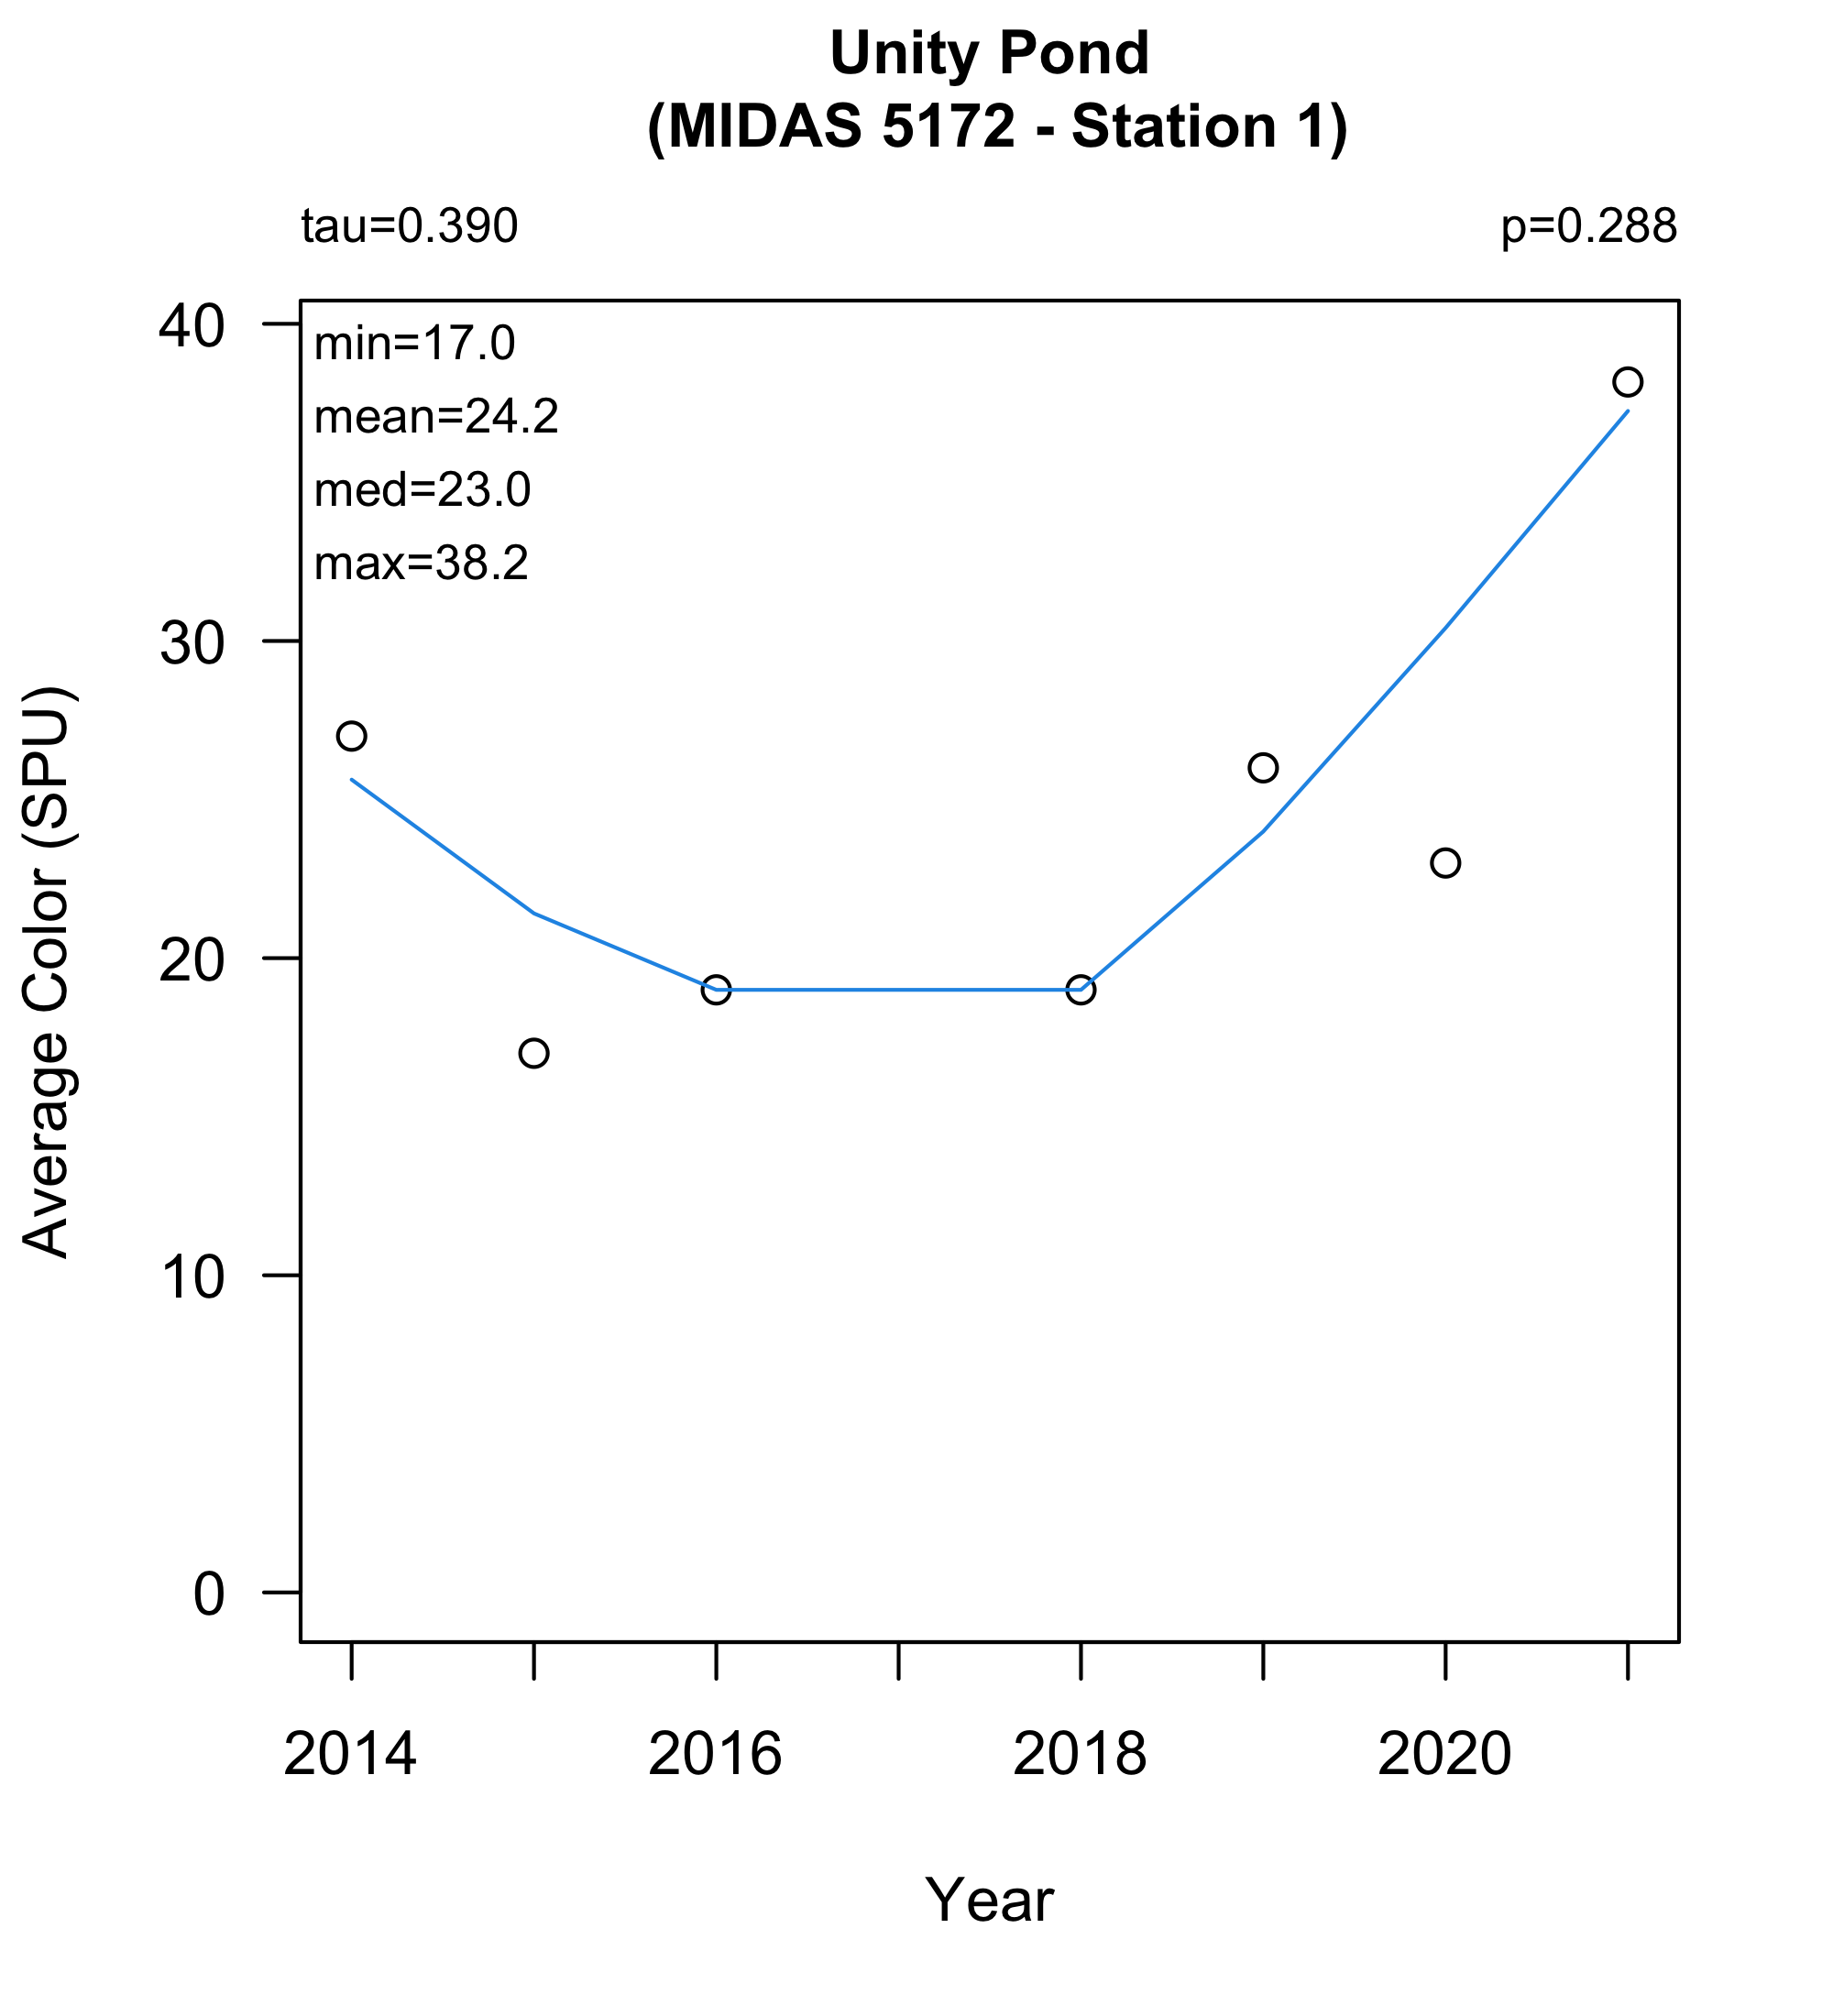 Unity Pond
(MIDAS 5172 - Station 1)
tau=0.390
p=0.288
min=17.0
mean=24.2
med=23.0
max=38.2
Average Color (SPU)
40
30
20
10
0
2014
2016
2018
2020
Year